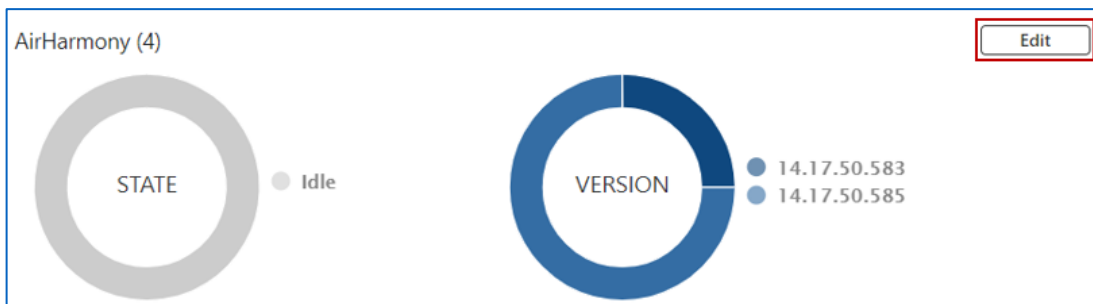 AirHarmony (4)
Edit
STATE
Idle
VERSION
14.17.50.583
14.17.50.585